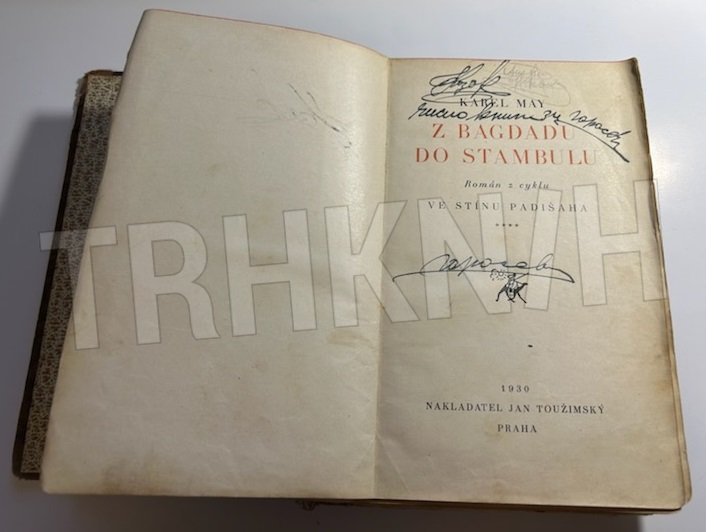 KAREL MAY
Z BAGDADU
DO STAMBULU
Román z cyklu
VE STÍNU PADIŠAHA
****
1930
NAKLADATEL JAN TOUŽIMSKÝ
PRAHA
TRHKNIH